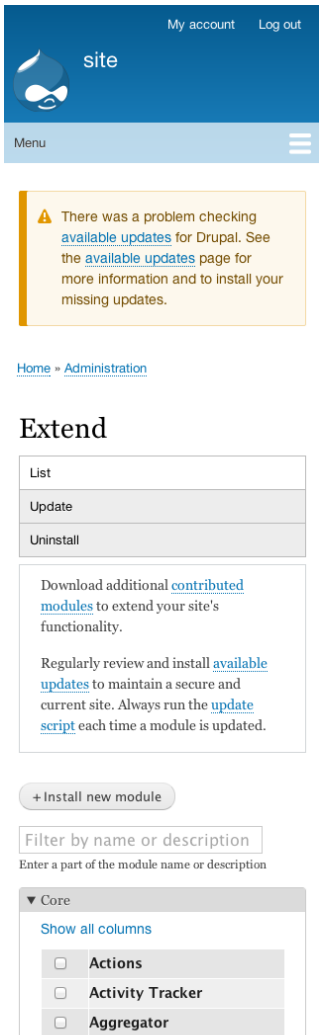 My account Log out
site
Menu
There was a problem checking
available updates for Drupal. See
the available updates page for
more information and to install your
missing updates.
Home » Administration
Extend
List
Update
Uninstall
Download additional contributed
modules to extend your site's
functionality.
Regularly review and install available
updates to maintain a secure and
current site. Always run the update
script each time a module is updated.
+ Install new module
Filter by name or description
Enter a part of the module name or description
▼ Core
Show all columns
Actions
Activity Tracker
Aggregator